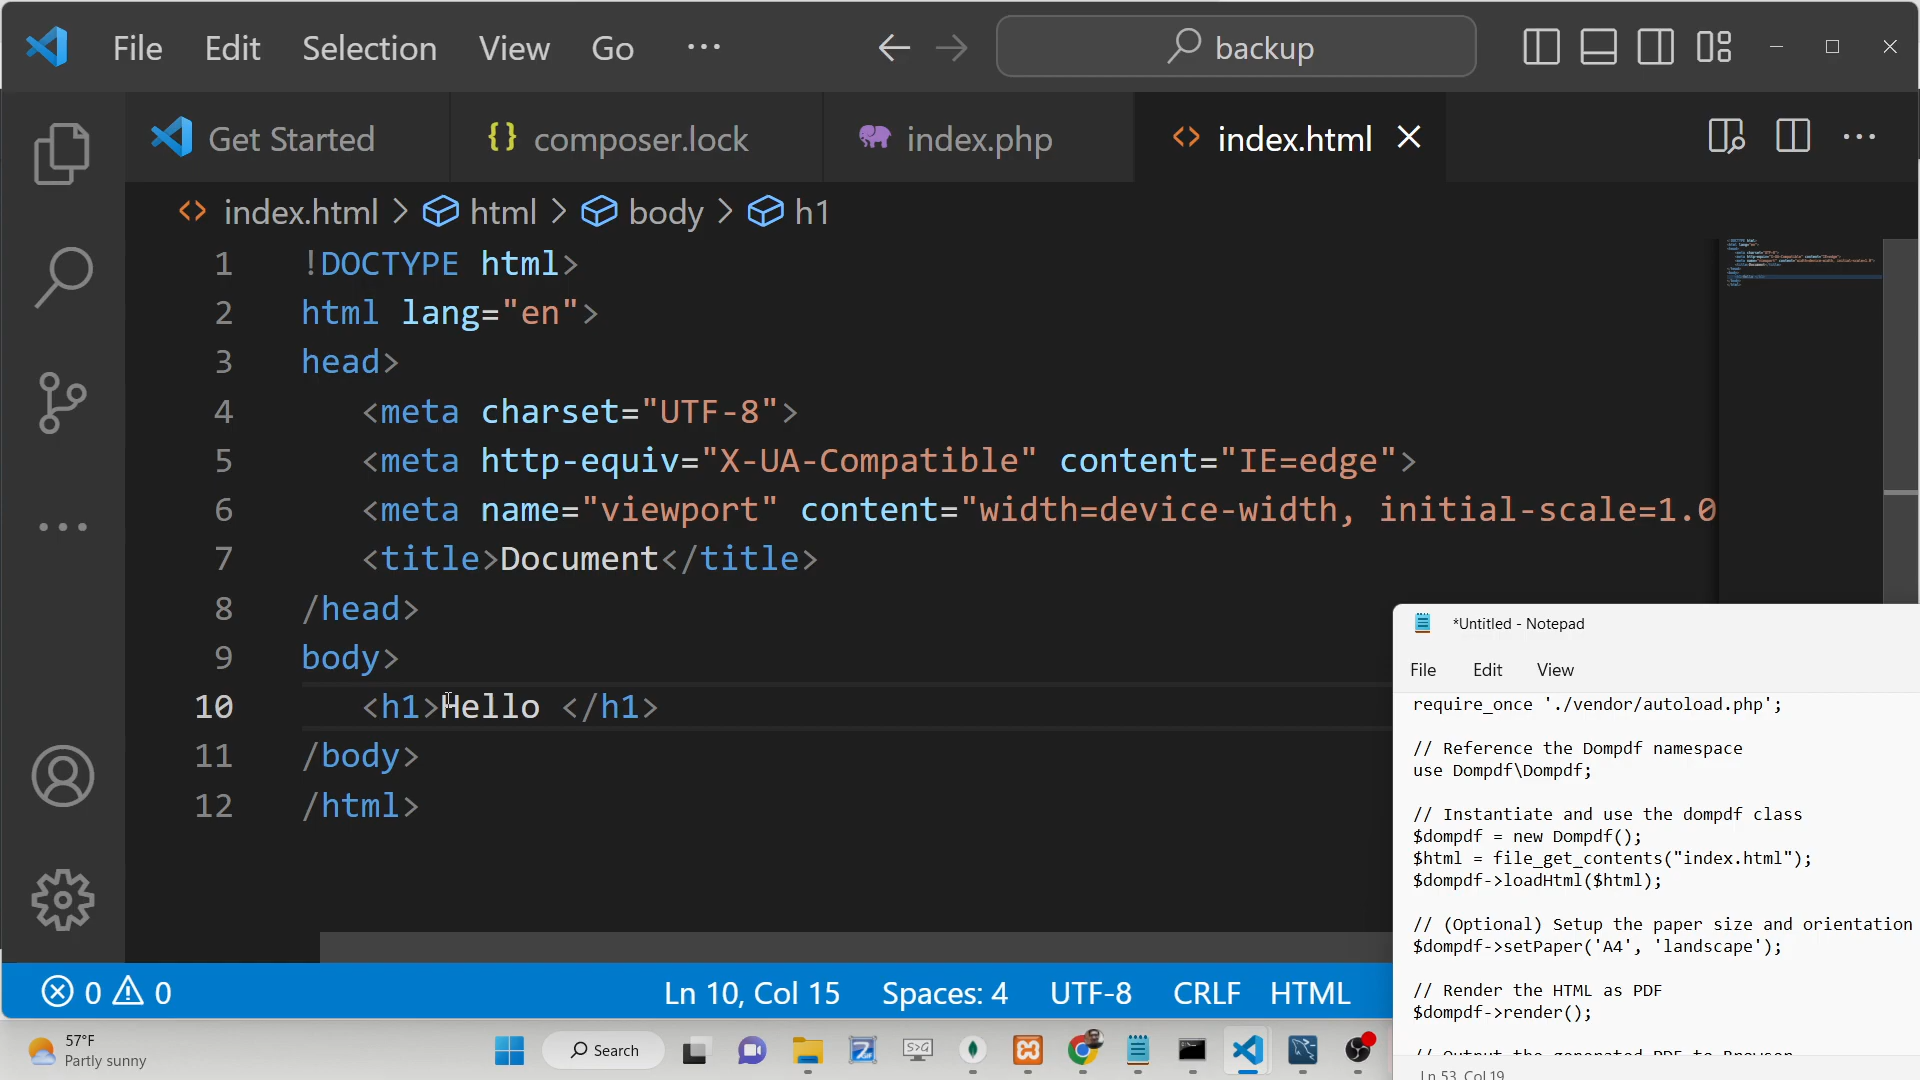 File Edit Selection View Go ··· backup
Get Started
{} composer.lock
index.php
<> index.html
<> index.html > html > body > h1
1 !DOCTYPE html>
2 html lang="en">
3 head>
4 <meta charset="UTF-8">
5 <meta http-equiv="X-UA-Compatible" content="IE=edge">
6 <meta name="viewport" content="width=device-width, initial-scale=1.0
7 <title>Document</title>
8 /head>
9 body>
10 <h1>Hello </h1>
11 /body>
12 /html>
*Untitled - Notepad
File Edit View
require_once './vendor/autoload.php';
// Reference the Dompdf namespace
use Dompdf\Dompdf;
// Instantiate and use the dompdf class
$dompdf = new Dompdf();
$html = file_get_contents("index.html");
$dompdf->loadHtml($html);
// (Optional) Setup the paper size and orientation
$dompdf->setPaper('A4', 'landscape');
// Render the HTML as PDF
$dompdf->render();
// Output the generated PDF to Browser
Ln 53, Col 19
0 0 Ln 10, Col 15 Spaces: 4 UTF-8 CRLF HTML
57°F
Partly sunny
Search
S>G